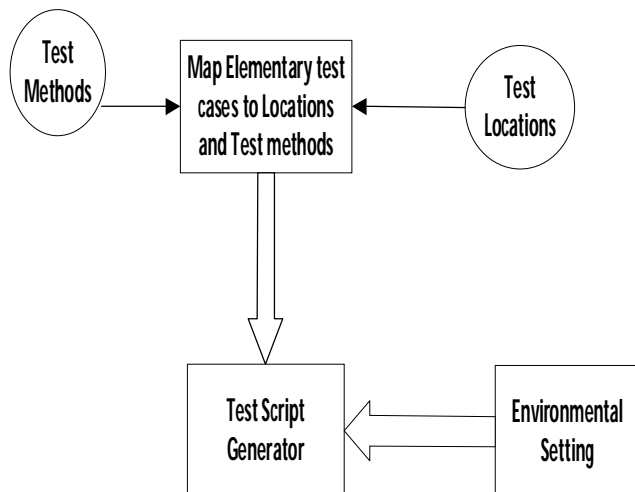 Test
Methods
Map Elementary test
cases to Locations
and Test methods
Test
Locations
Test Script
Generator
Environmental
Setting